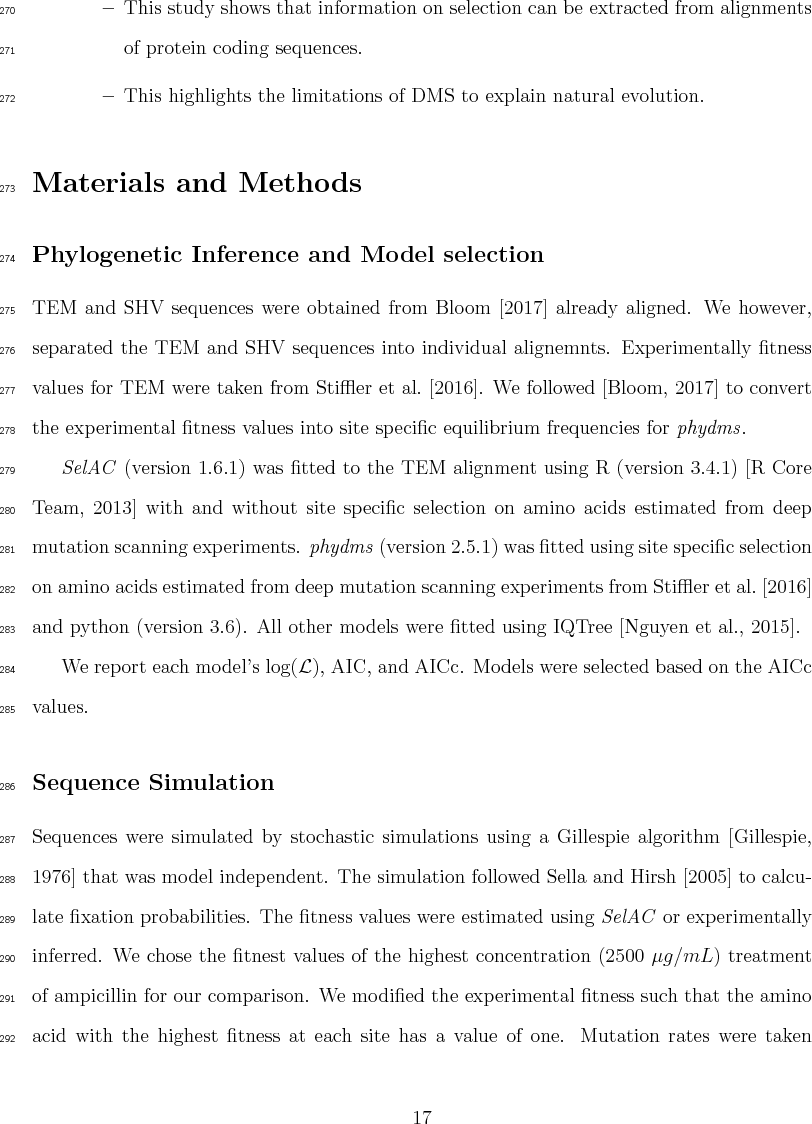 270 – This study shows that information on selection can be extracted from alignments
271 of protein coding sequences.
272 – This highlights the limitations of DMS to explain natural evolution.
273 Materials and Methods
274 Phylogenetic Inference and Model selection
275 TEM and SHV sequences were obtained from Bloom [2017] already aligned. We however,
276 separated the TEM and SHV sequences into individual alignemnts. Experimentally fitness
277 values for TEM were taken from Stiffler et al. [2016]. We followed [Bloom, 2017] to convert
278 the experimental fitness values into site specific equilibrium frequencies for phydms.
279 SelAC (version 1.6.1) was fitted to the TEM alignment using R (version 3.4.1) [R Core
280 Team, 2013] with and without site specific selection on amino acids estimated from deep
281 mutation scanning experiments. phydms (version 2.5.1) was fitted using site specific selection
282 on amino acids estimated from deep mutation scanning experiments from Stiffler et al. [2016]
283 and python (version 3.6). All other models were fitted using IQTree [Nguyen et al., 2015].
284 We report each model's log(ℒ), AIC, and AICc. Models were selected based on the AICc
285 values.
286 Sequence Simulation
287 Sequences were simulated by stochastic simulations using a Gillespie algorithm [Gillespie,
288 1976] that was model independent. The simulation followed Sella and Hirsh [2005] to calcu-
289 late fixation probabilities. The fitness values were estimated using SelAC or experimentally
290 inferred. We chose the fitnest values of the highest concentration (2500 μg/mL) treatment
291 of ampicillin for our comparison. We modified the experimental fitness such that the amino
292 acid with the highest fitness at each site has a value of one. Mutation rates were taken
17